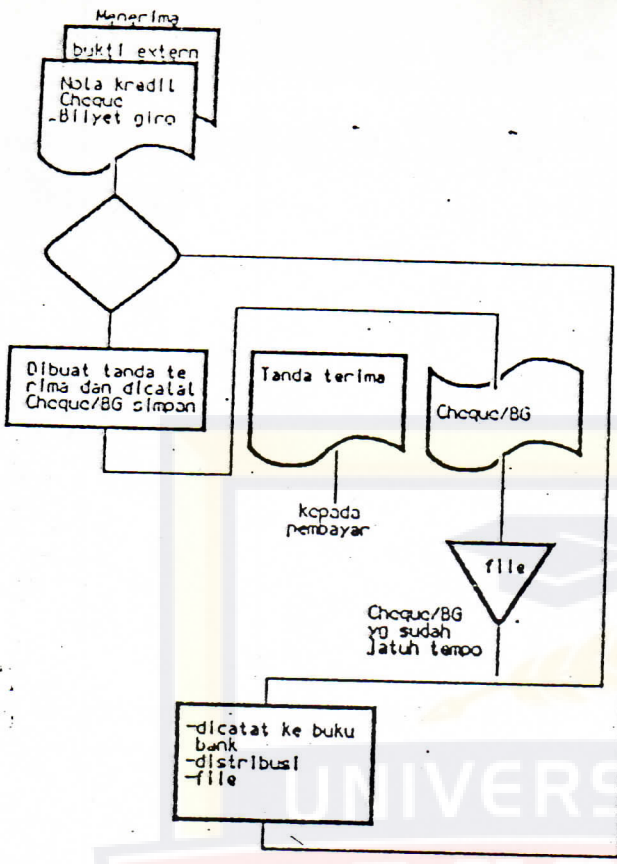 Menerima
bukti extern
Nota kredit
Cheque
-Bilyet giro
Dibuat tanda te
rima dan dicatat
Cheque/BG simpan
Tanda terima
Cheque/BG
kepada
pembayar
file
Cheque/BG
yg sudah
Jatuh tempo
-dicatat ke buku
bank
-distribusi
-file
UNIVERS